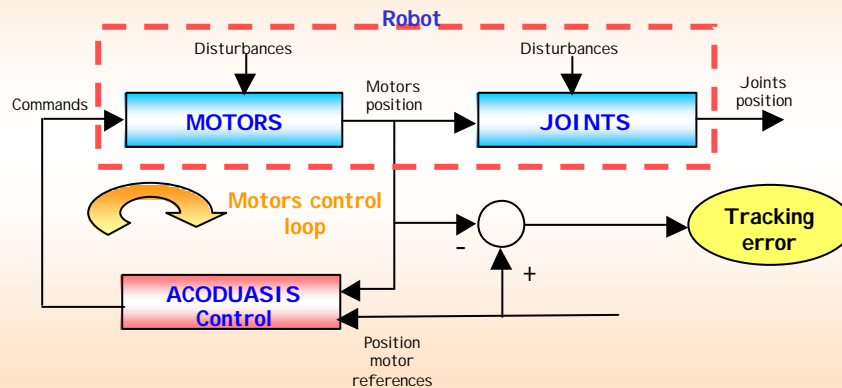 Robot
Disturbances
Disturbances
Commands
Motors
position
Joints
position
MOTORS
JOINTS
Motors control
loop
-
+
Tracking
error
ACODUASIS
Control
Position
motor
references